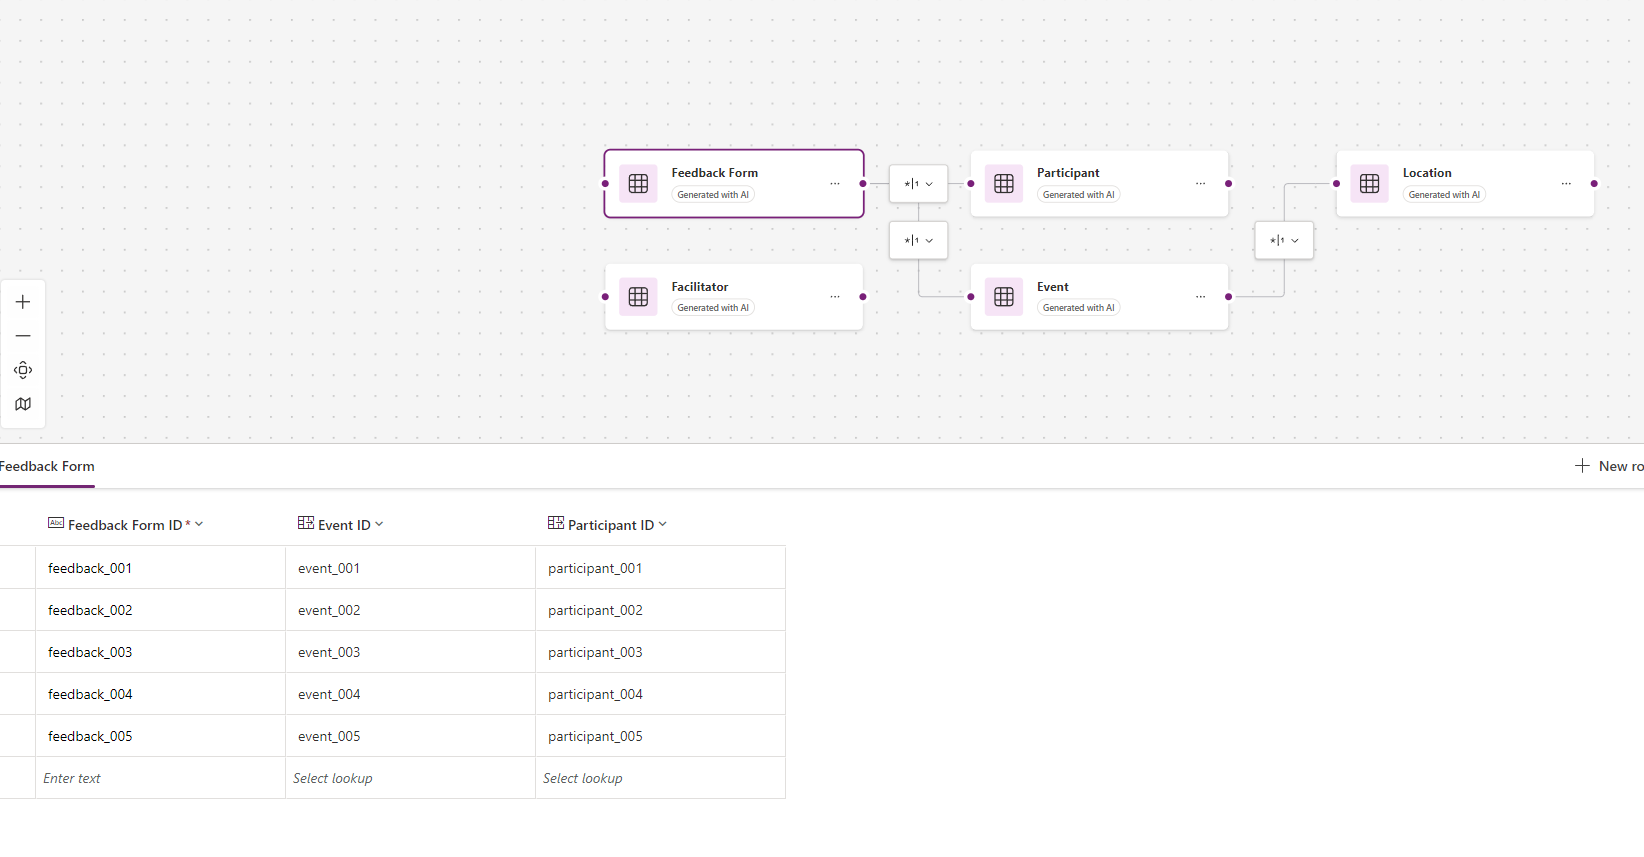 Feedback Form
Generated with AI
*|1
Participant
Generated with AI
Location
Generated with AI
*|1
*|1
Facilitator
Generated with AI
Event
Generated with AI
Feedback Form
New ro
Abc Feedback Form ID * Event ID Participant ID
feedback_001 event_001 participant_001
feedback_002 event_002 participant_002
feedback_003 event_003 participant_003
feedback_004 event_004 participant_004
feedback_005 event_005 participant_005
Enter text Select lookup Select lookup